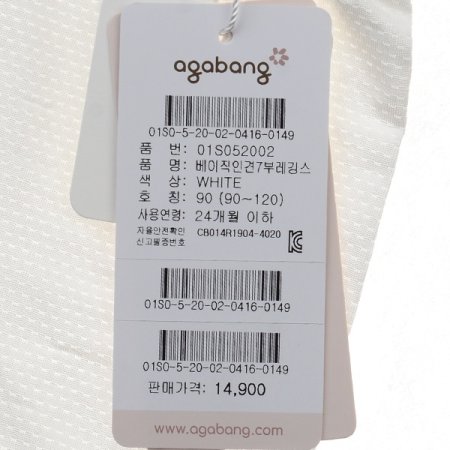 agabang
01S0-5-20-02-0416-0149
품 번: 01S052002
품 명: 베이직인견7부레깅스
색 상: WHITE
호 칭: 90 (90~120)
사용연령: 24개월 이하
자율안전확인
신고필증번호 CB014R1904-4020
01S0-5-20-02-0416-0149
01S0-5-20-02-0416-0149
판매가격: 14,900
www.agabang.com